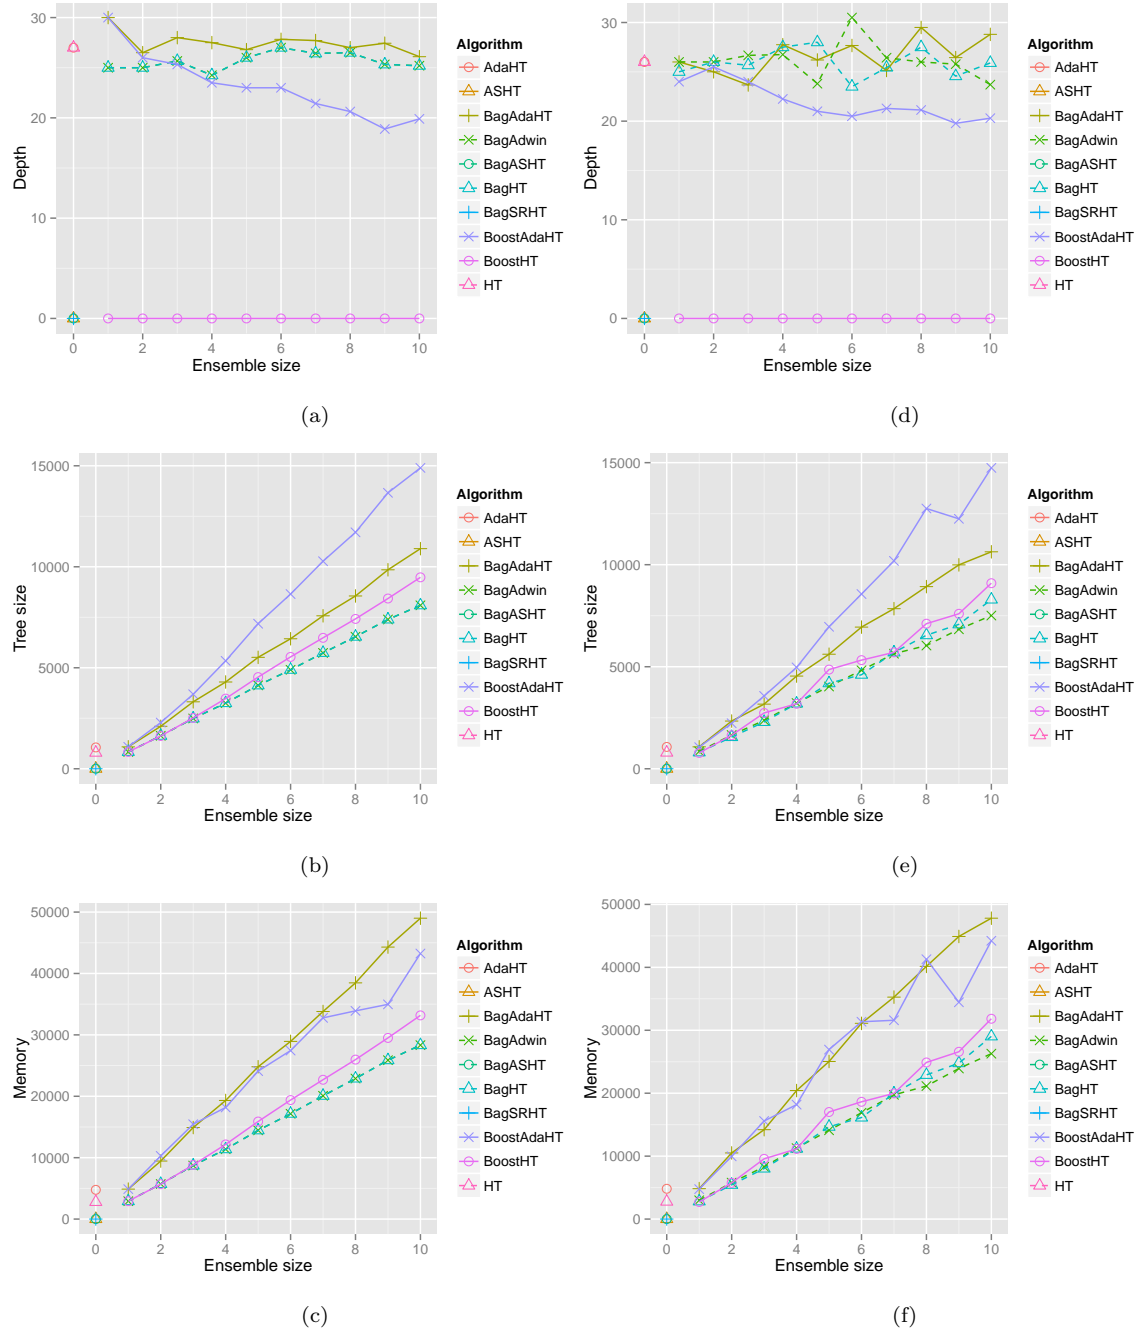 30
20
10
0
Depth
0
2
4
6
8
10
Ensemble size
Algorithm
AdaHT
ASHT
BagAdaHT
BagAdwin
BagASHT
BagHT
BagSRHT
BoostAdaHT
BoostHT
HT
(a)
30
20
10
0
Depth
0
2
4
6
8
10
Ensemble size
Algorithm
AdaHT
ASHT
BagAdaHT
BagAdwin
BagASHT
BagHT
BagSRHT
BoostAdaHT
BoostHT
HT
(d)
15000
10000
5000
0
Tree size
0
2
4
6
8
10
Ensemble size
Algorithm
AdaHT
ASHT
BagAdaHT
BagAdwin
BagASHT
BagHT
BagSRHT
BoostAdaHT
BoostHT
HT
(b)
15000
10000
5000
0
Tree size
0
2
4
6
8
10
Ensemble size
Algorithm
AdaHT
ASHT
BagAdaHT
BagAdwin
BagASHT
BagHT
BagSRHT
BoostAdaHT
BoostHT
HT
(e)
50000
40000
30000
20000
10000
0
Memory
0
2
4
6
8
10
Ensemble size
Algorithm
AdaHT
ASHT
BagAdaHT
BagAdwin
BagASHT
BagHT
BagSRHT
BoostAdaHT
BoostHT
HT
(c)
50000
40000
30000
20000
10000
0
Memory
0
2
4
6
8
10
Ensemble size
Algorithm
AdaHT
ASHT
BagAdaHT
BagAdwin
BagASHT
BagHT
BagSRHT
BoostAdaHT
BoostHT
HT
(f)